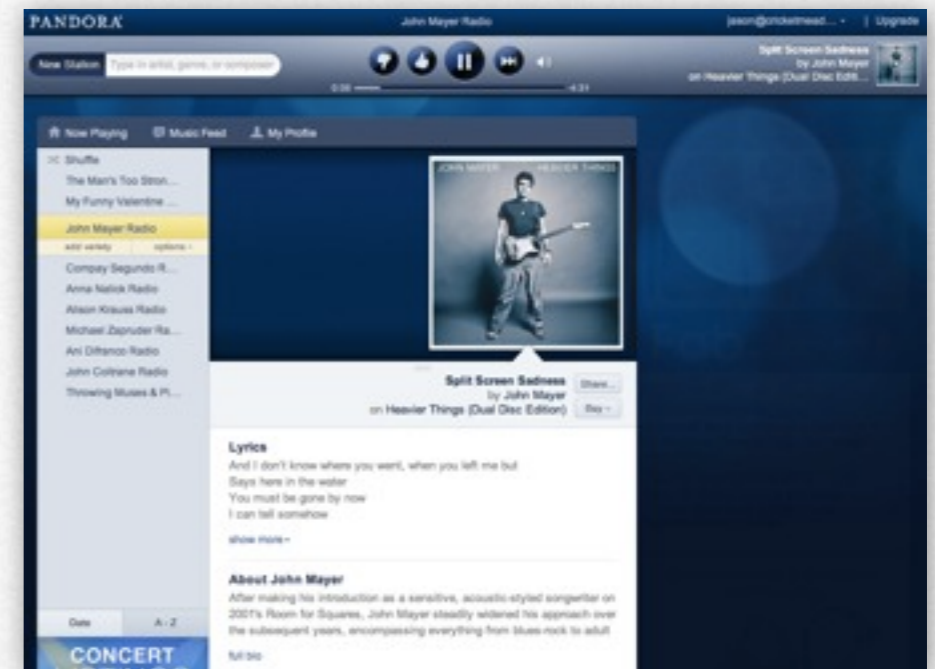 PANDORA
John Mayer Radio
| Upgrade
New Station
Type in artist, genre, or composer
0:30
4:31
Split Screen Sadness
by John Mayer
on Heavier Things (Dual Disc Editi...
Now Playing
Music Feed
My Profile
Shuffle
The Man's Too Stron...
My Funny Valentine ...
John Mayer Radio
add variety
options
Compay Segundo R...
Anna Nalick Radio
Alison Krauss Radio
Michael Zapruder Ra...
Ani Difranco Radio
John Coltrane Radio
Throwing Muses & Pi...
Date
A - Z
CONCERT
JOHN MAYER
HEAVIER THINGS
Split Screen Sadness
by John Mayer
on Heavier Things (Dual Disc Edition)
Share...
Buy
Lyrics
And I don't know where you went, when you left me but
Says here in the water
You must be gone by now
I can tell somehow
show more
About John Mayer
After making his introduction as a sensitive, acoustic-styled songwriter on
2001's Room for Squares, John Mayer steadily widened his approach over
the subsequent years, encompassing everything from blues-rock to adult
full bio